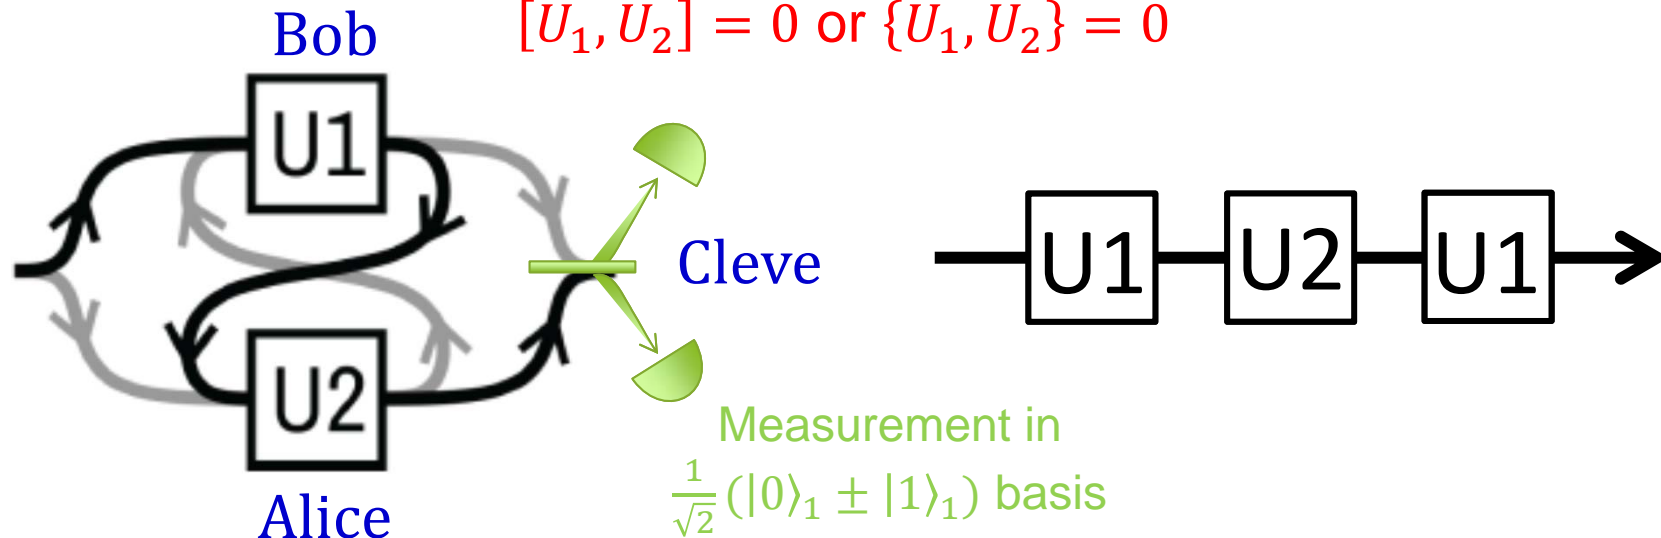 Bob
[U₁, U₂] = 0 or {U₁, U₂} = 0
U1
Cleve
U1 U2 U1
U2
Measurement in
1/√2 (|0⟩₁ ± |1⟩₁) basis
Alice